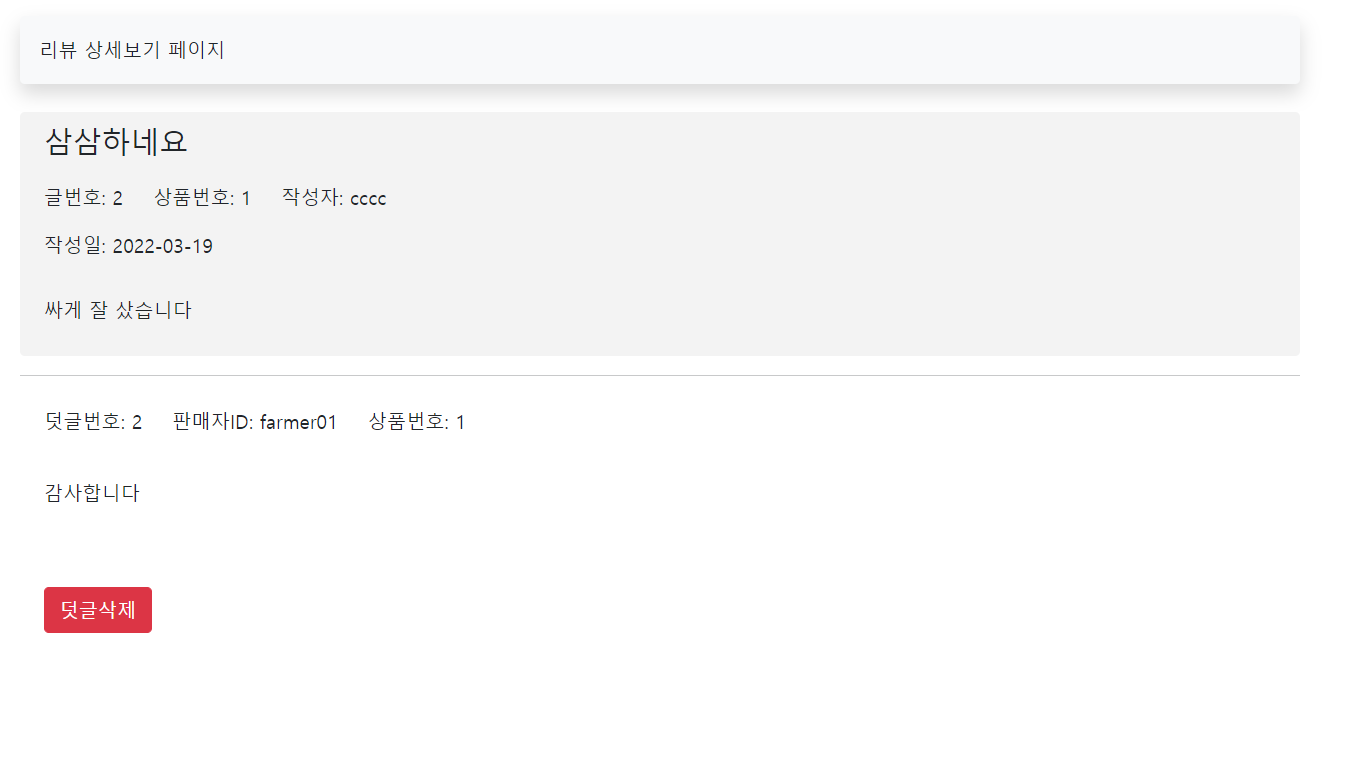 리뷰 상세보기 페이지
삼삼하네요
글번호: 2 상품번호: 1 작성자: cccc
작성일: 2022-03-19
싸게 잘 샀습니다
덧글번호: 2 판매자ID: farmer01 상품번호: 1
감사합니다
덧글삭제